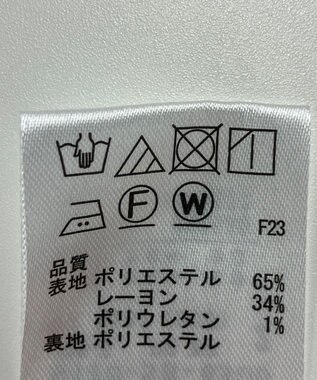 F W F23
品質
表地 ポリエステル 65%
レーヨン 34%
ポリウレタン 1%
裏地 ポリエステル